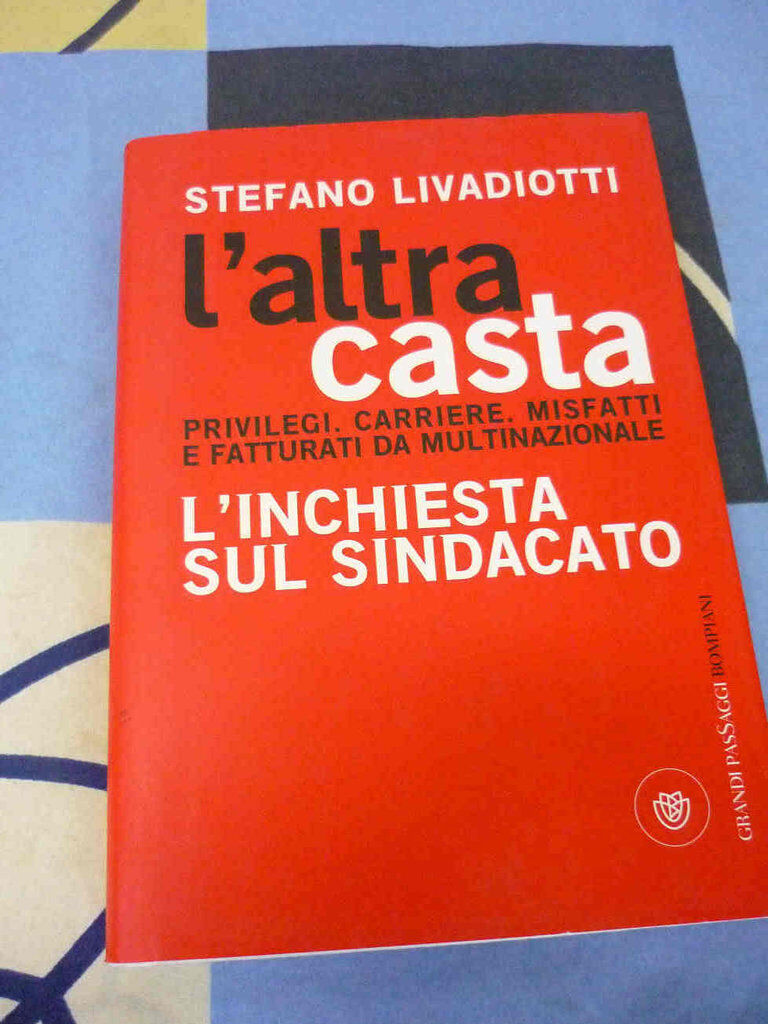 STEFANO LIVADIOTTI
l'altra
casta
PRIVILEGI. CARRIERE. MISFATTI
E FATTURATI DA MULTINAZIONALE
L'INCHIESTA
SUL SINDACATO
GRANDI PASSAGGI BOMPIANI